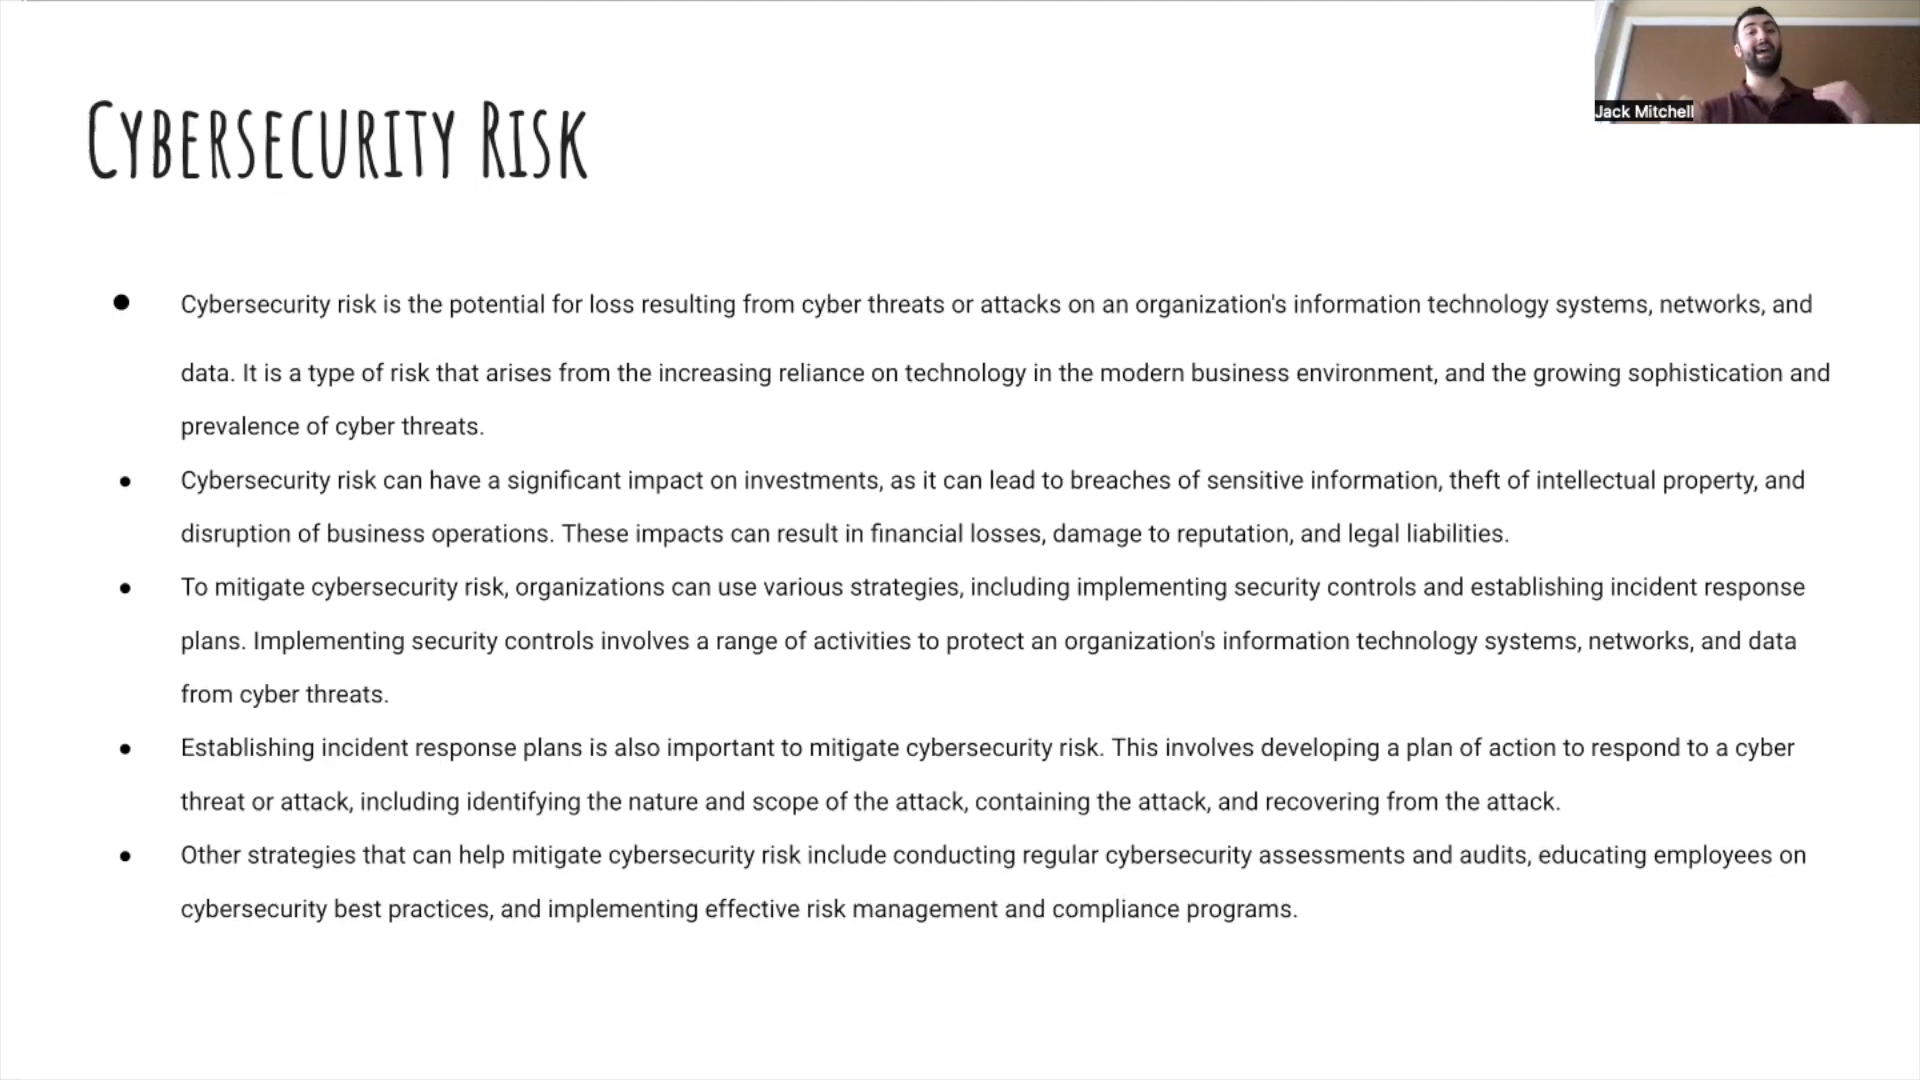 Jack Mitchell
Cybersecurity Risk
● Cybersecurity risk is the potential for loss resulting from cyber threats or attacks on an organization's information technology systems, networks, and
data. It is a type of risk that arises from the increasing reliance on technology in the modern business environment, and the growing sophistication and
prevalence of cyber threats.
● Cybersecurity risk can have a significant impact on investments, as it can lead to breaches of sensitive information, theft of intellectual property, and
disruption of business operations. These impacts can result in financial losses, damage to reputation, and legal liabilities.
● To mitigate cybersecurity risk, organizations can use various strategies, including implementing security controls and establishing incident response
plans. Implementing security controls involves a range of activities to protect an organization's information technology systems, networks, and data
from cyber threats.
● Establishing incident response plans is also important to mitigate cybersecurity risk. This involves developing a plan of action to respond to a cyber
threat or attack, including identifying the nature and scope of the attack, containing the attack, and recovering from the attack.
● Other strategies that can help mitigate cybersecurity risk include conducting regular cybersecurity assessments and audits, educating employees on
cybersecurity best practices, and implementing effective risk management and compliance programs.